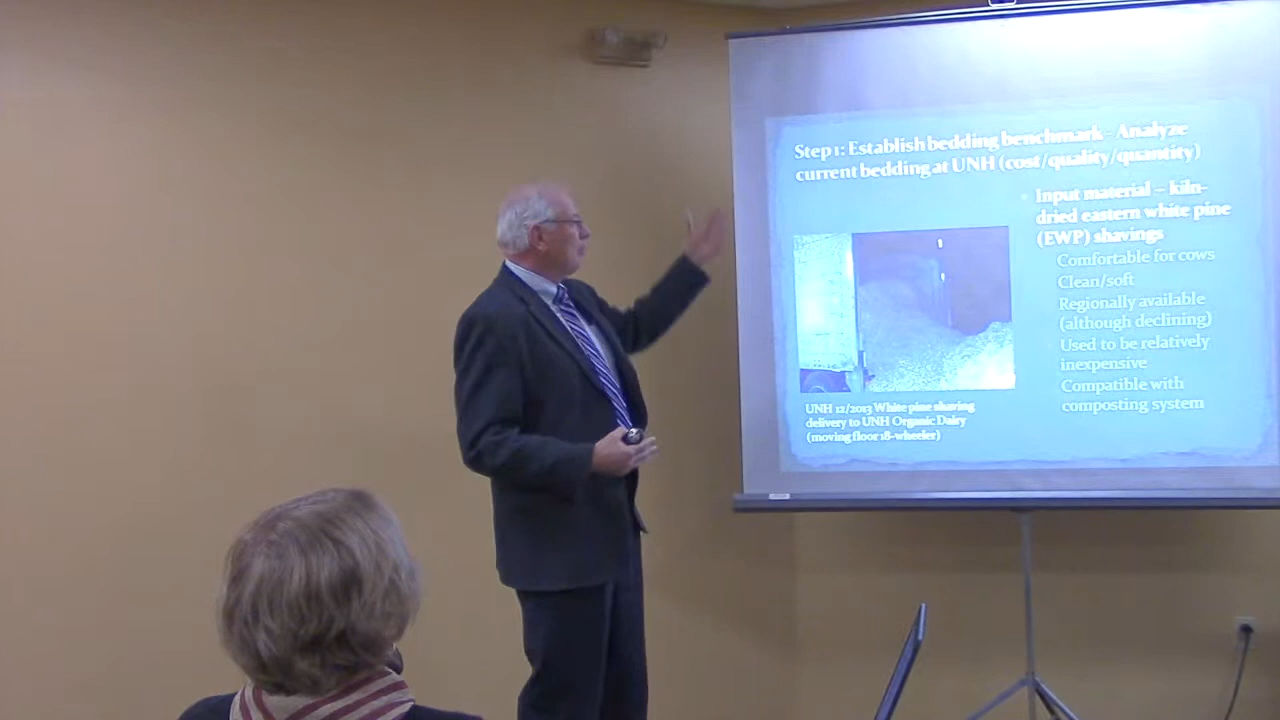 Step 1: Establish bedding benchmark - Analyze
current bedding at UNH (cost/quality/quantity)
Input material – kiln-
dried eastern white pine
(EWP) shavings
Comfortable for cows
Clean/soft
Regionally available
(although declining)
Used to be relatively
inexpensive
Compatible with
composting system
UNH 12/2013 White pine shaving
delivery to UNH Organic Dairy
(moving floor 18-wheeler)